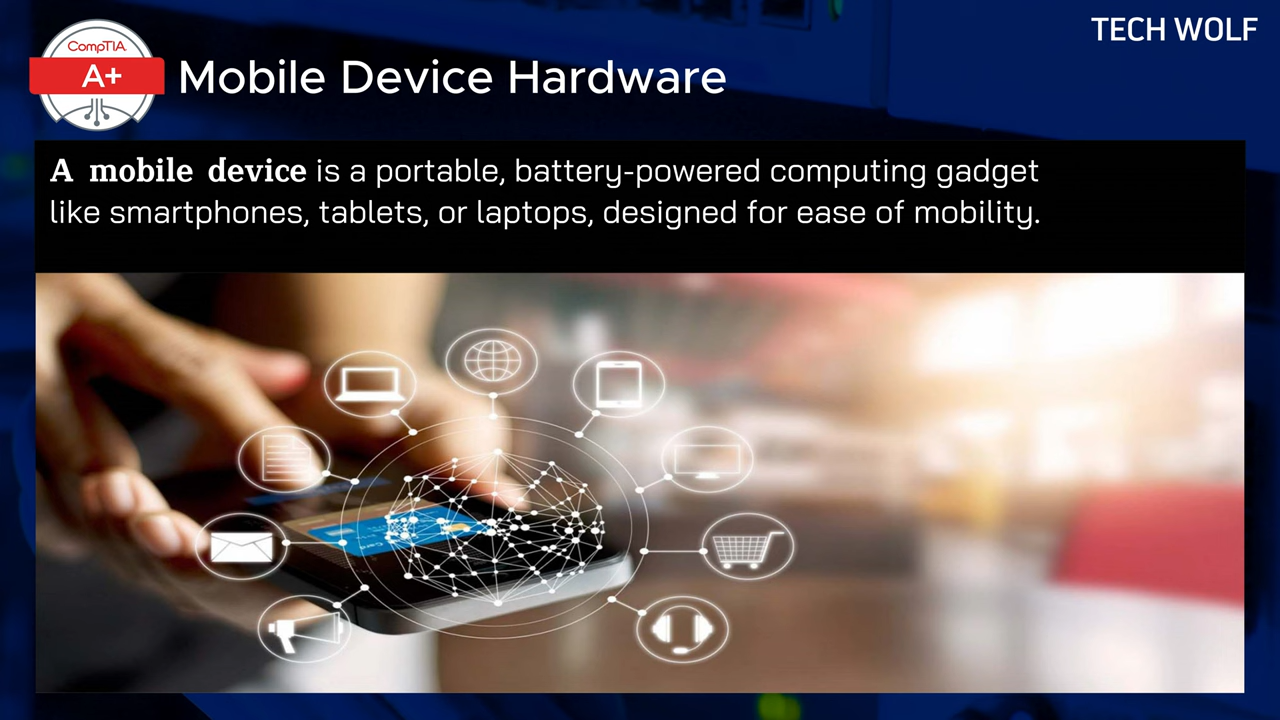 TECH WOLF
CompTIA.
A+
Mobile Device Hardware
A mobile device is a portable, battery-powered computing gadget
like smartphones, tablets, or laptops, designed for ease of mobility.